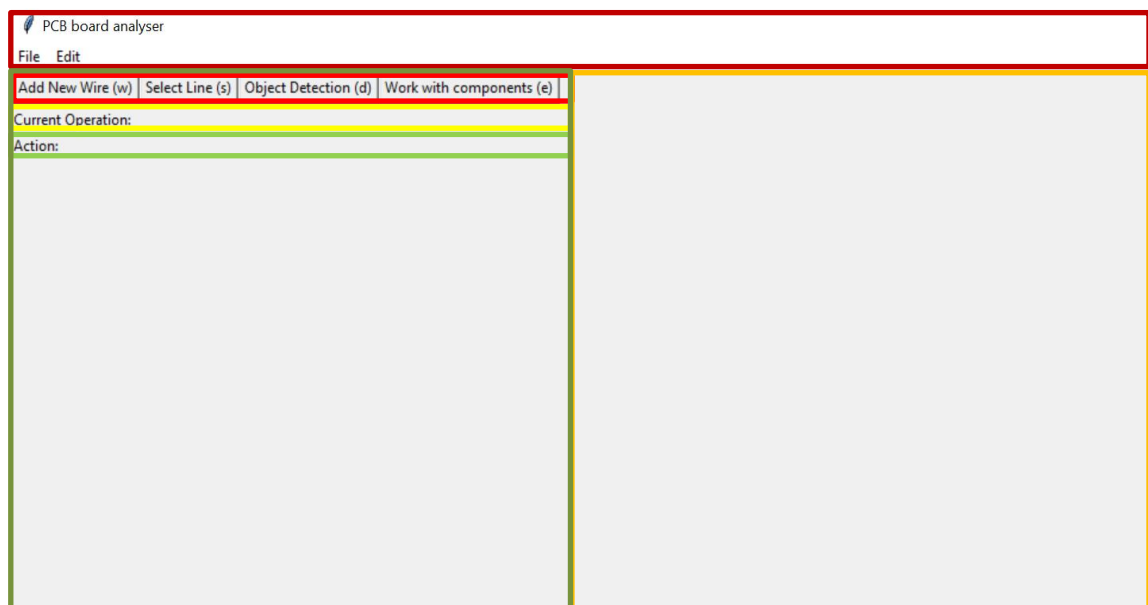 PCB board analyser
File Edit
Add New Wire (w) Select Line (s) Object Detection (d) Work with components (e)
Current Operation:
Action: